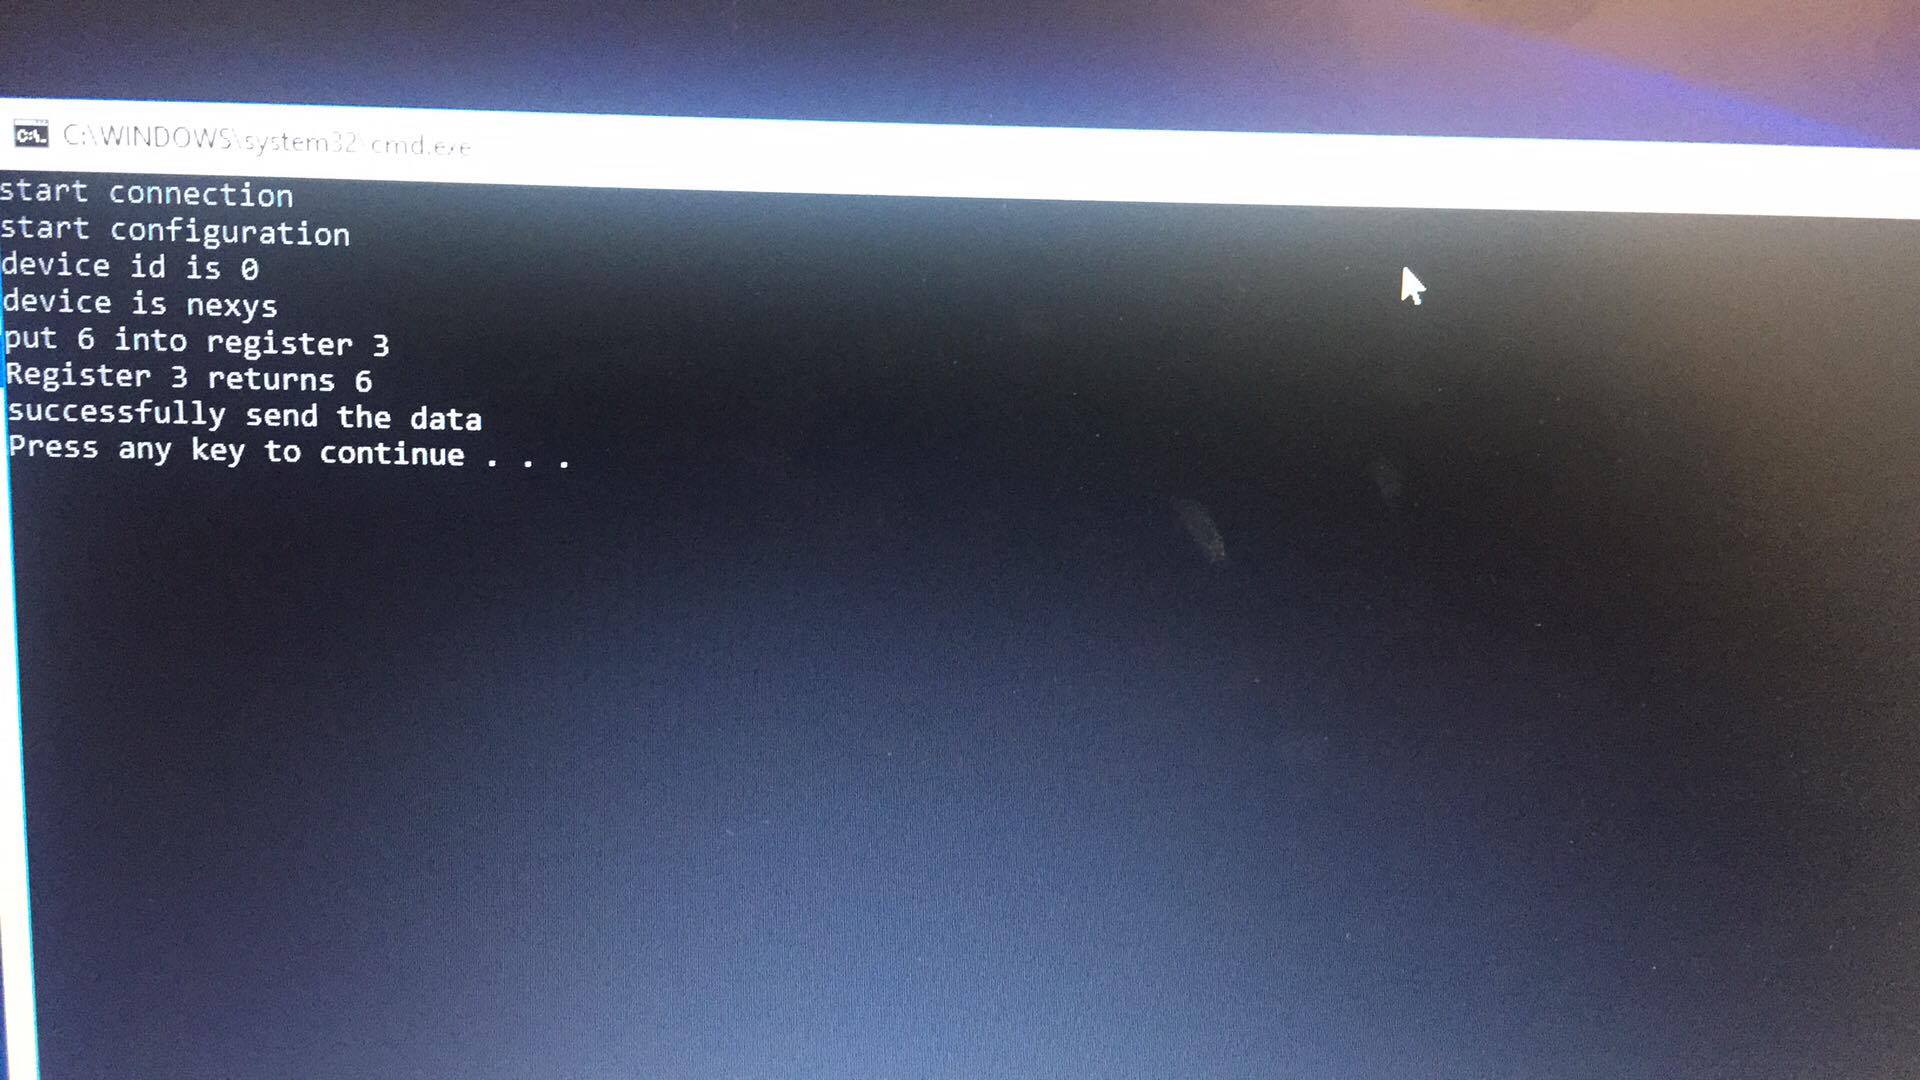 C:\WINDOWS\system32\cmd.exe
start connection
start configuration
device id is 0
device is nexys
put 6 into register 3
Register 3 returns 6
successfully send the data
Press any key to continue . . .